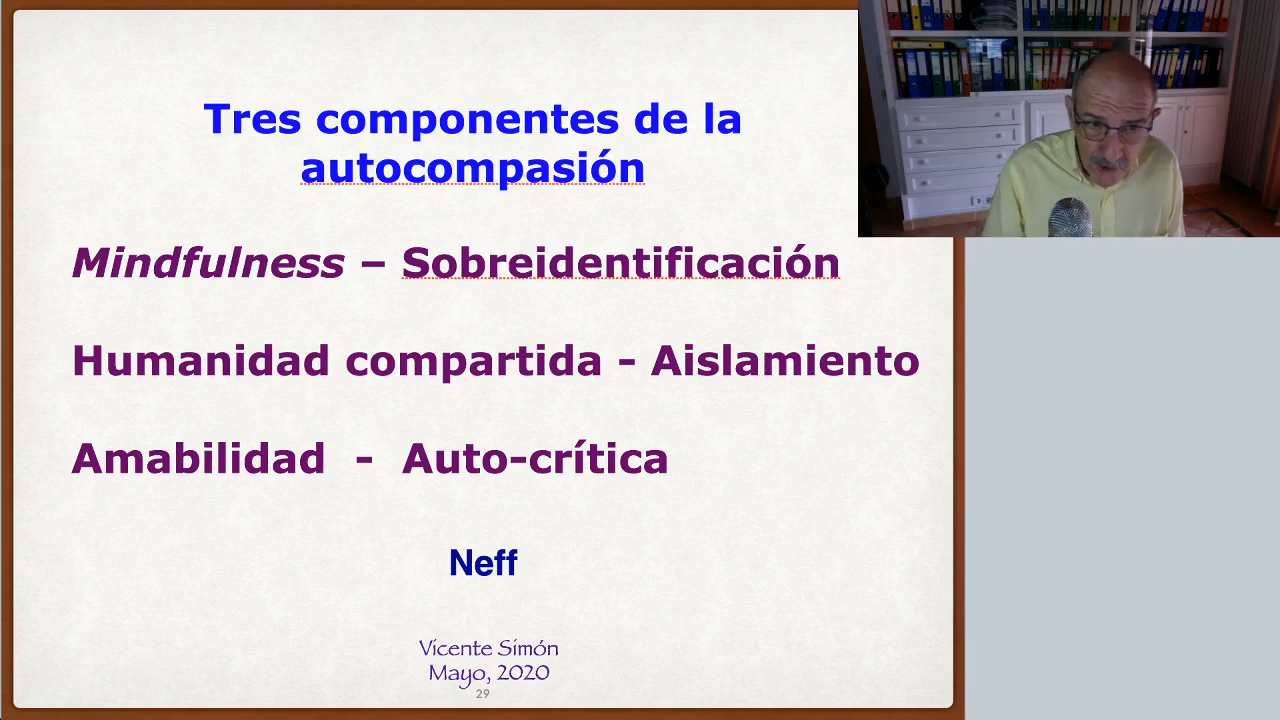 Tres componentes de la
autocompasión
Mindfulness – Sobreidentificación
Humanidad compartida - Aislamiento
Amabilidad - Auto-crítica
Neff
Vicente Simón
Mayo, 2020
29